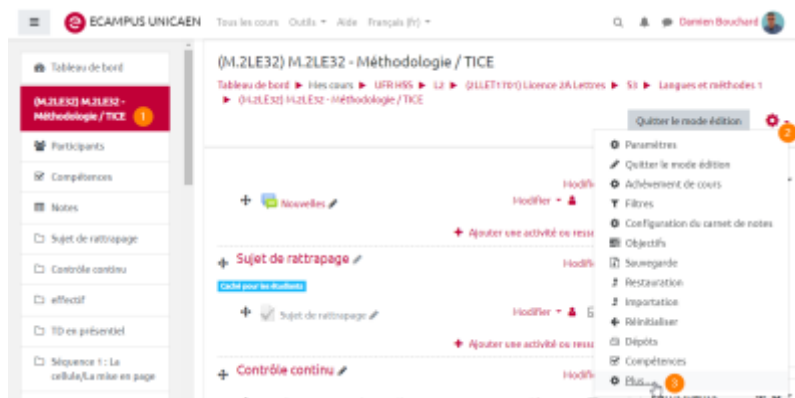 ECAMPUS UNICAEN
Tous les cours Outils Aide Français (fr)
Damien Bouchard
Tableau de bord
(M.2LE32) M.2LE32 - Méthodologie / TICE
1
Participants
Compétences
Notes
Sujet de rattrapage
Contrôle continu
effectif
TD en présentiel
Séquence 1 : La cellule/La mise en page
(M.2LE32) M.2LE32 - Méthodologie / TICE
Tableau de bord ► Mes cours ► UFR HSS ► L2 ► (2LLET1701) Licence 2A Lettres ► S3 ► Langues et méthodes 1
► (M.2LE32) M.2LE32 - Méthodologie / TICE
Quitter le mode édition
2
Modifi
Nouvelles
Modifier
+ Ajouter une activité ou resso
Sujet de rattrapage
Modifi
Caché pour les étudiants
Sujet de rattrapage
Modifier
+ Ajouter une activité ou resso
Contrôle continu
Modifi
Paramètres
Quitter le mode édition
Achèvement de cours
Filtres
Configuration du carnet de notes
Objectifs
Sauvegarde
Restauration
Importation
Réinitialiser
Dépôts
Compétences
Plus...
3